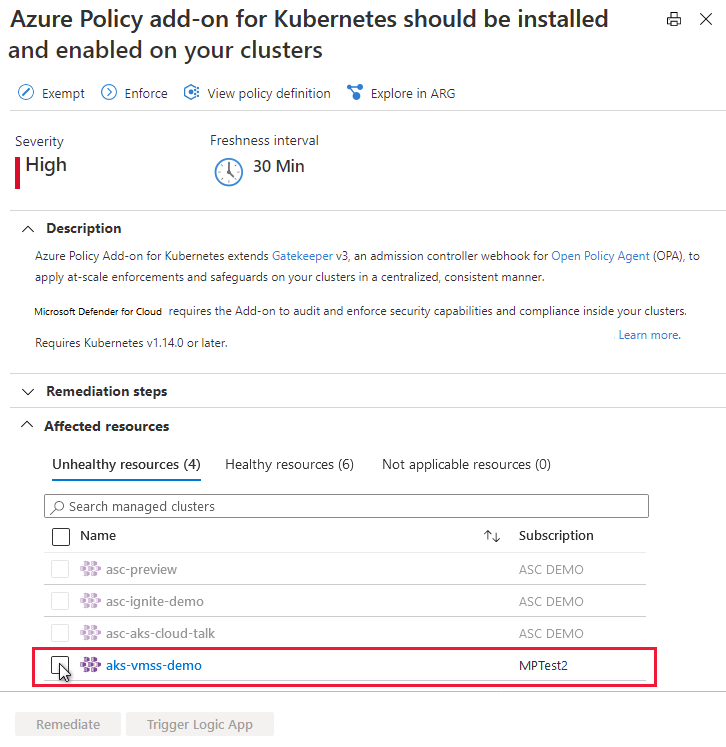 Azure Policy add-on for Kubernetes should be installed
and enabled on your clusters
Exempt
Enforce
View policy definition
Explore in ARG
Severity
Freshness interval
High
30 Min
Description
Azure Policy Add-on for Kubernetes extends Gatekeeper v3, an admission controller webhook for Open Policy Agent (OPA), to
apply at-scale enforcements and safeguards on your clusters in a centralized, consistent manner.
Microsoft Defender for Cloud requires the Add-on to audit and enforce security capabilities and compliance inside your clusters.
Learn more.
Requires Kubernetes v1.14.0 or later.
Remediation steps
Affected resources
Unhealthy resources (4)
Healthy resources (6)
Not applicable resources (0)
Search managed clusters
Name
Subscription
asc-preview
ASC DEMO
asc-ignite-demo
ASC DEMO
asc-aks-cloud-talk
ASC DEMO
aks-vmss-demo
MPTest2
Remediate
Trigger Logic App